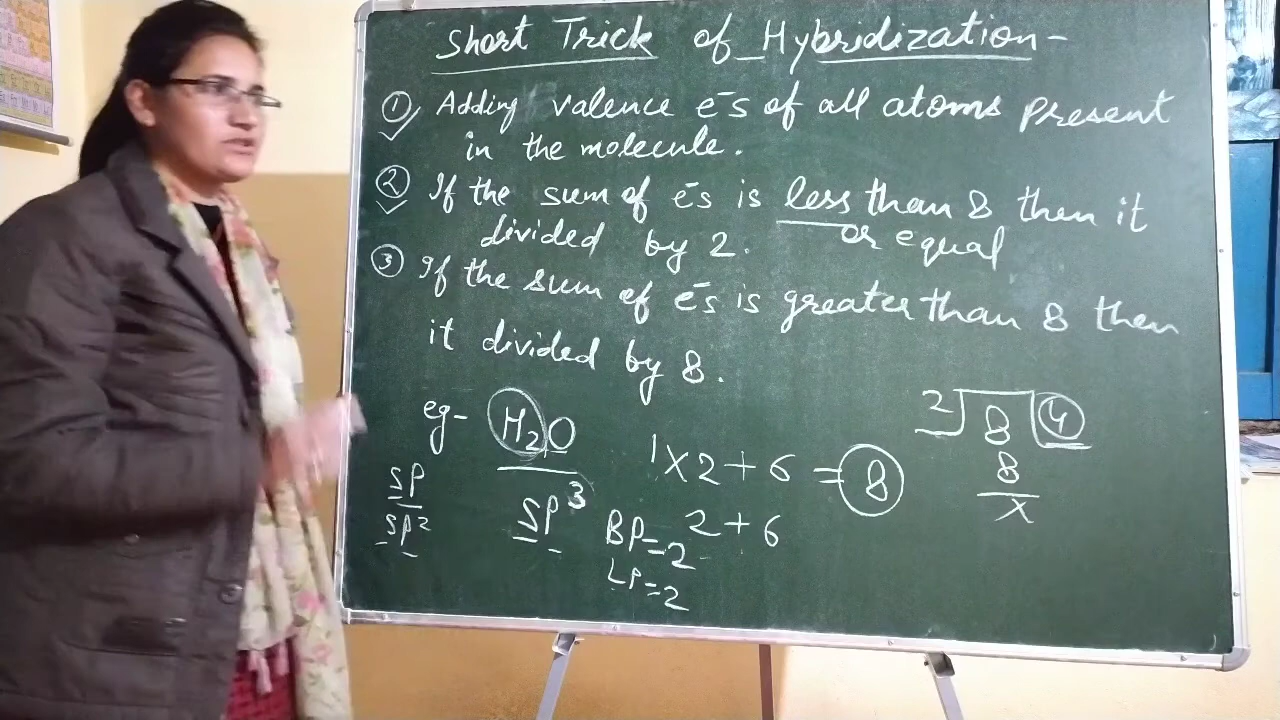 Short Trick of Hybridization-
① Adding valence e-s of all atoms present
in the molecule.
② If the sum of e-s is less than 8 then it
or equal
divided by 2.
③ If the sum of e-s is greater than 8 then
it divided by 8.
eg- H2O
1x2+6 = 8
2 8 4
8
x
SP
SP2
SP3
2+6
BP=2
LP=2